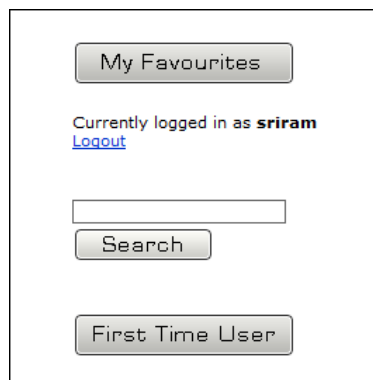 My Favourites
Currently logged in as sriram
Logout
Search
First Time User